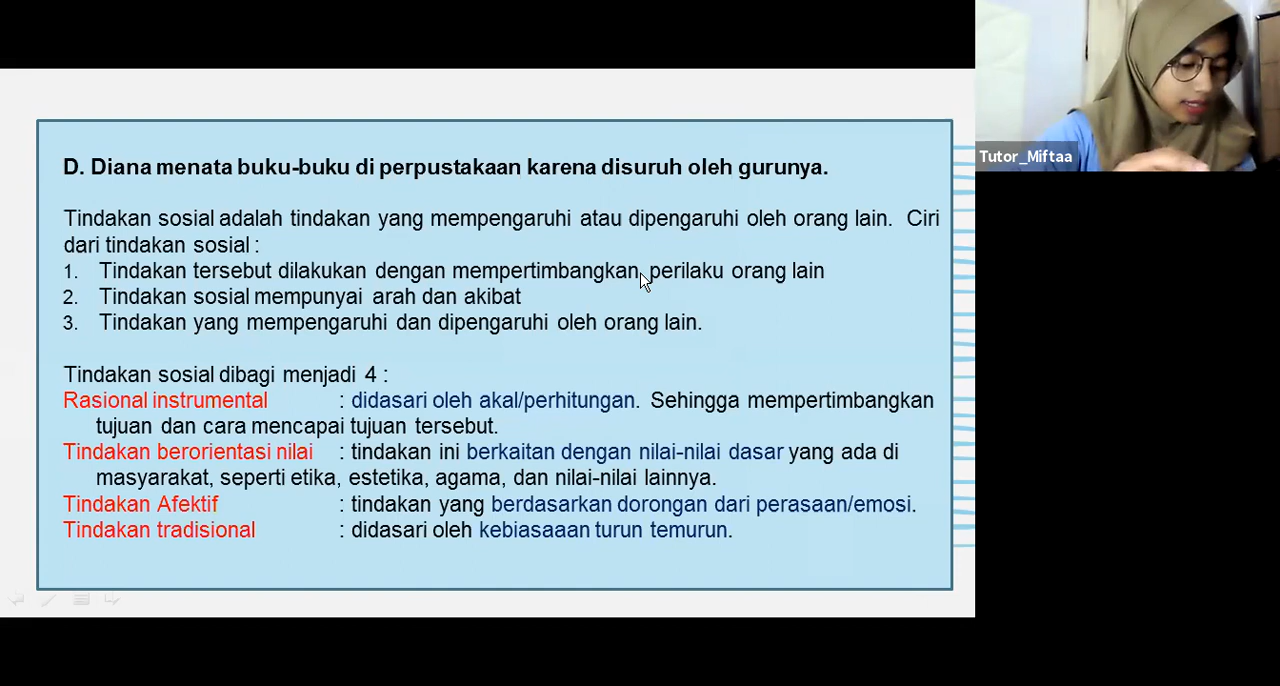 D. Diana menata buku-buku di perpustakaan karena disuruh oleh gurunya.
Tindakan sosial adalah tindakan yang mempengaruhi atau dipengaruhi oleh orang lain. Ciri
dari tindakan sosial :
1. Tindakan tersebut dilakukan dengan mempertimbangkan perilaku orang lain
2. Tindakan sosial mempunyai arah dan akibat
3. Tindakan yang mempengaruhi dan dipengaruhi oleh orang lain.
Tindakan sosial dibagi menjadi 4 :
Rasional instrumental : didasari oleh akal/perhitungan. Sehingga mempertimbangkan
tujuan dan cara mencapai tujuan tersebut.
Tindakan berorientasi nilai : tindakan ini berkaitan dengan nilai-nilai dasar yang ada di
masyarakat, seperti etika, estetika, agama, dan nilai-nilai lainnya.
Tindakan Afektif : tindakan yang berdasarkan dorongan dari perasaan/emosi.
Tindakan tradisional : didasari oleh kebiasaaan turun temurun.
Tutor_Miftaa